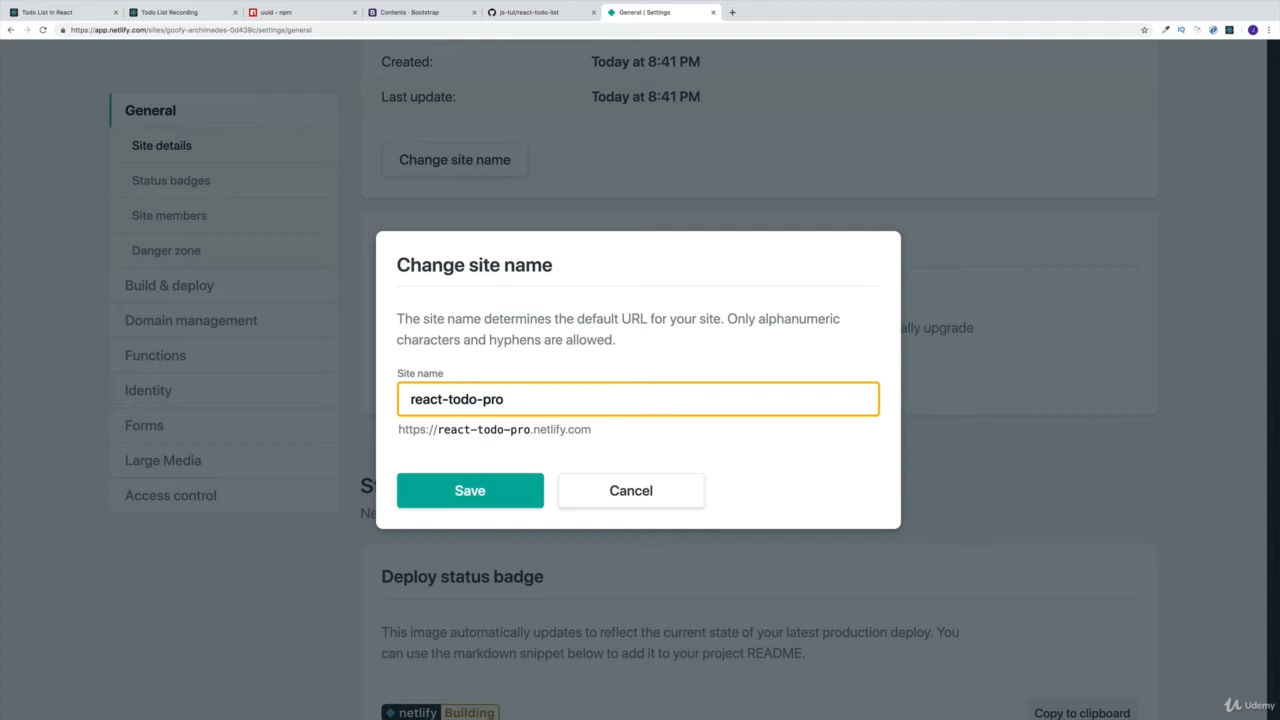 Todo List in React
Todo List Recording
uuid - npm
Contents · Bootstrap
js-tut/react-todo-list
General | Settings
https://app.netlify.com/sites/goofy-archimedes-0d439c/settings/general
Created:
Today at 8:41 PM
Last update:
Today at 8:41 PM
Change site name
General
Site details
Status badges
Site members
Danger zone
Build & deploy
Domain management
Functions
Identity
Forms
Large Media
Access control
Change site name
The site name determines the default URL for your site. Only alphanumeric
characters and hyphens are allowed.
Site name
react-todo-pro
https://react-todo-pro.netlify.com
Save
Cancel
ally upgrade
S
Ne
Deploy status badge
This image automatically updates to reflect the current state of your latest production deploy. You
can use the markdown snippet below to add it to your project README.
netlify Building
Copy to clipboard
Udemy